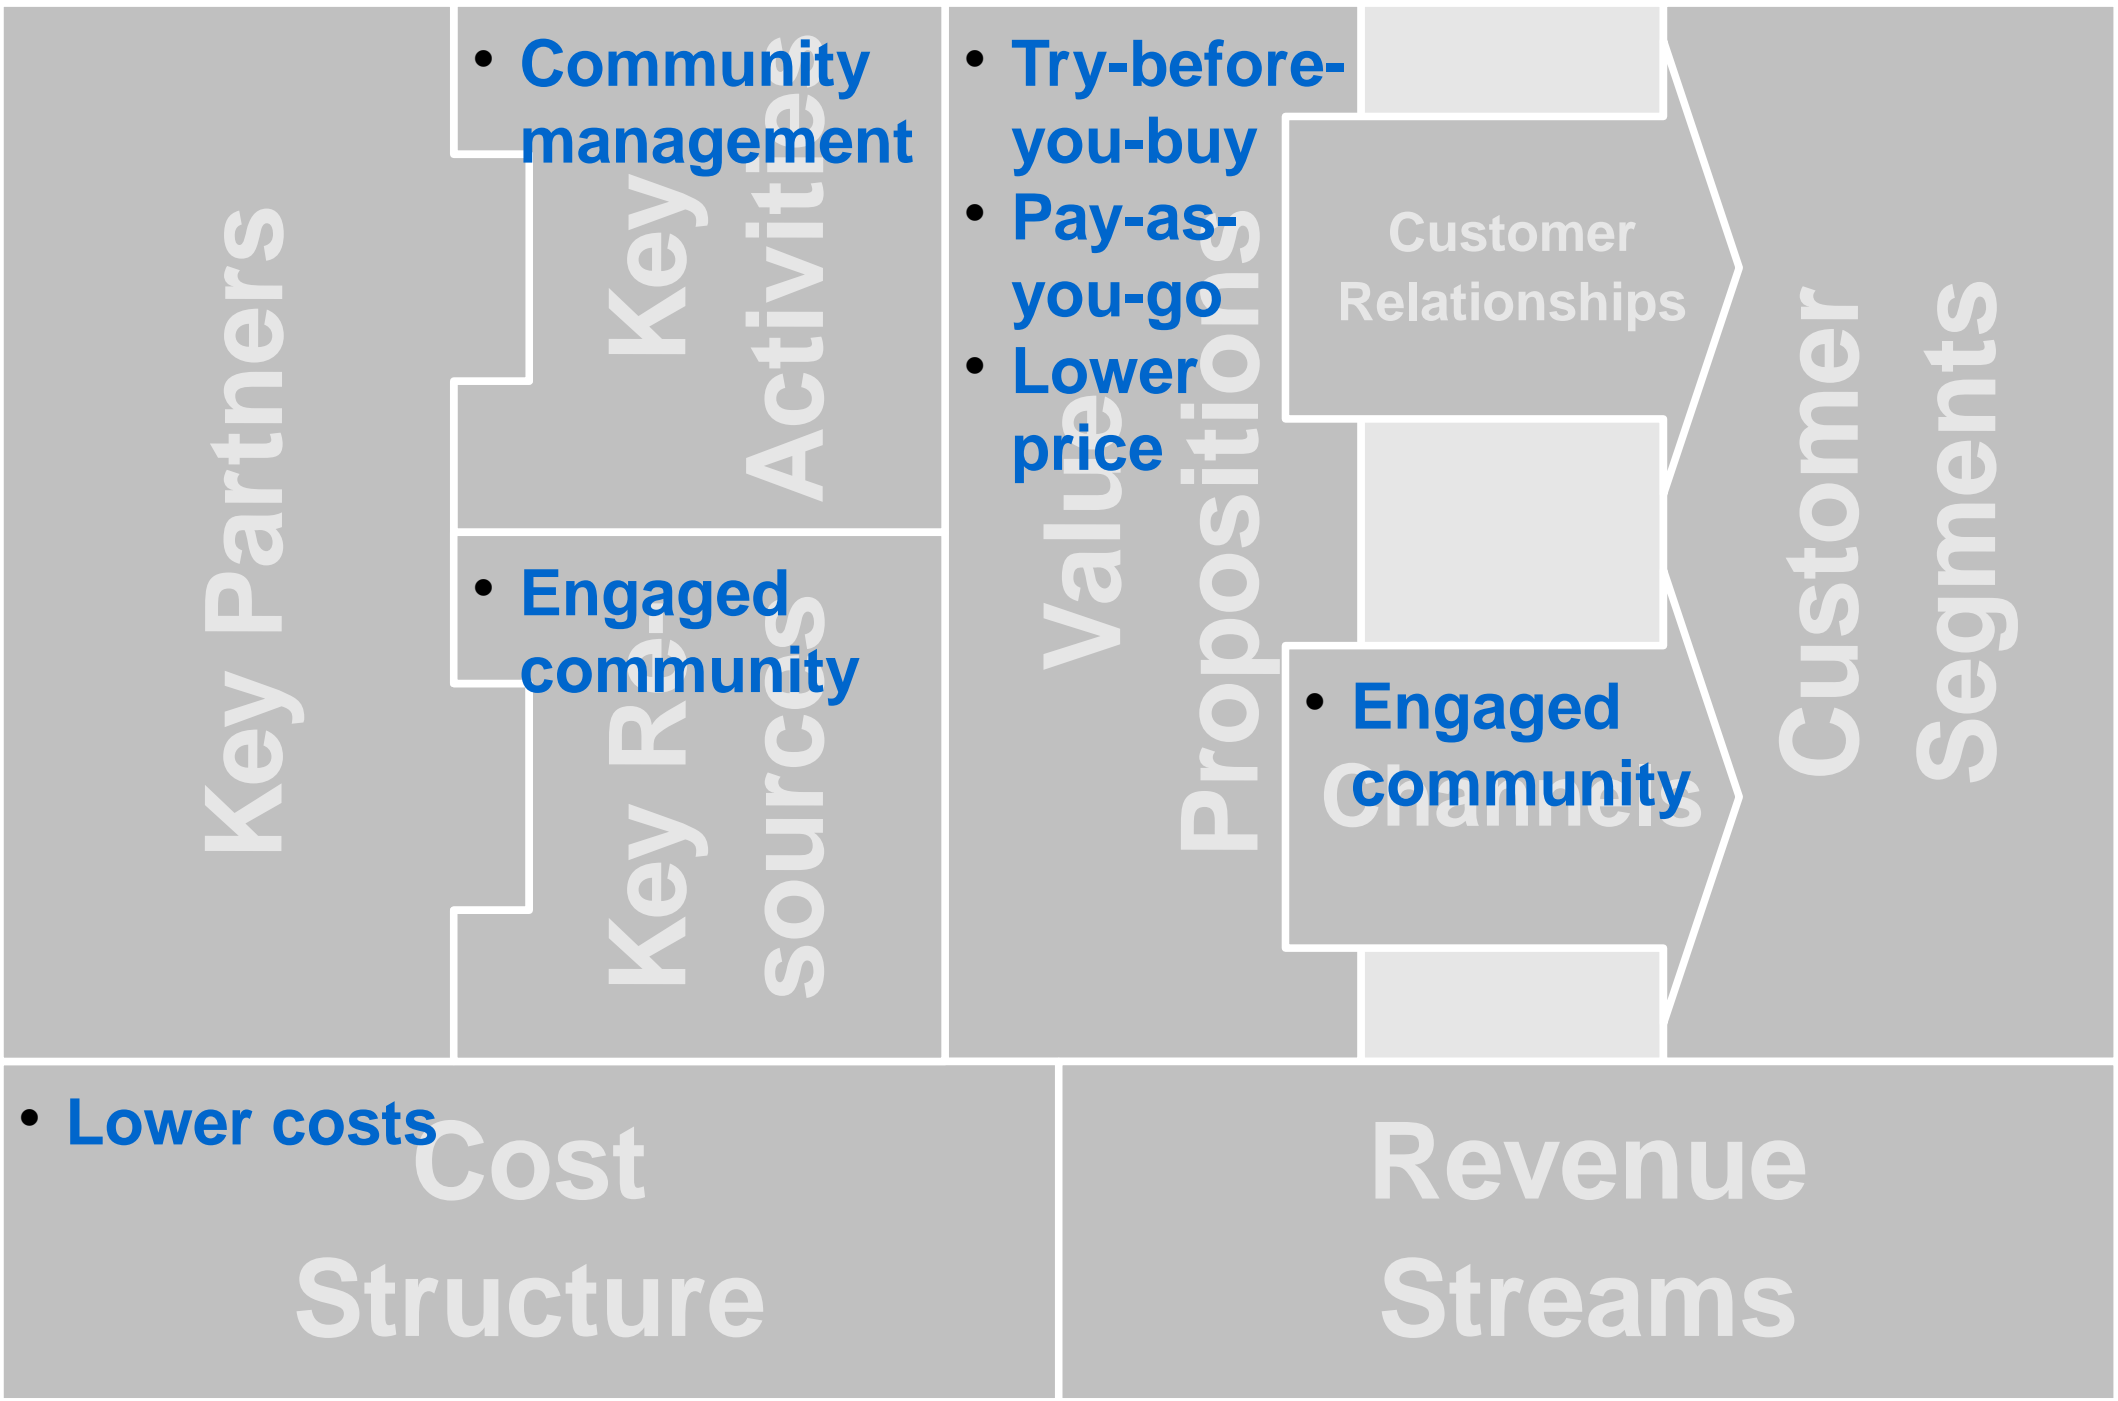 Key Partners
• Community
management
Key
Activities
• Engaged
community
Key Re-
sources
• Try-before-
you-buy
• Pay-as-
you-go
• Lower
price
Value
Propositions
Customer
Relationships
• Engaged
community
Channels
Customer
Segments
• Lower costs
Cost
Structure
Revenue
Streams